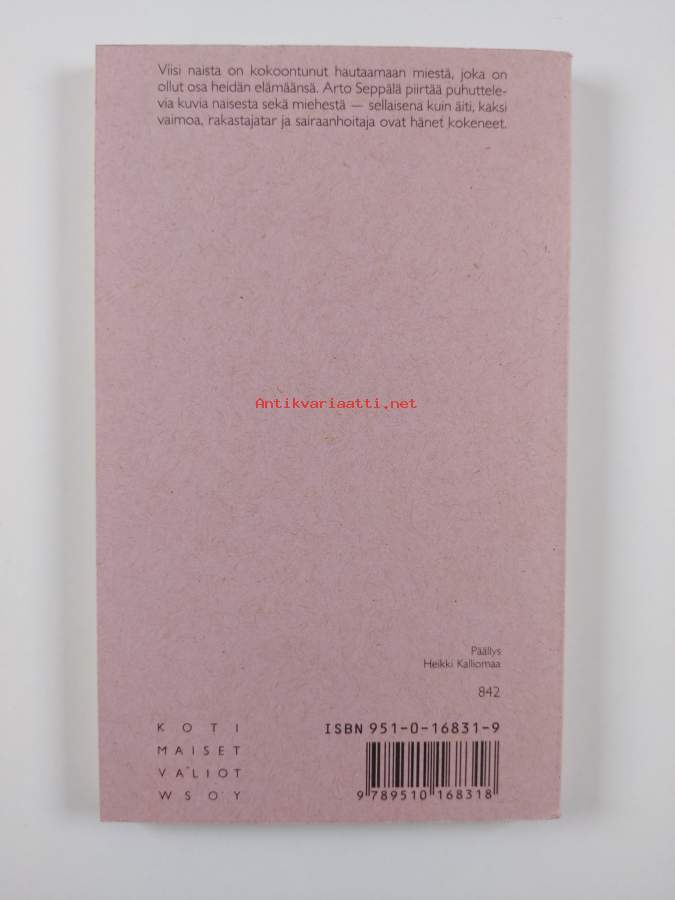 Viisi naista on kokoontunut hautaamaan miestä, joka on
ollut osa heidän elämäänsä. Arto Seppälä piirtää puhuttele-
via kuvia naisesta sekä miehestä — sellaisena kuin äiti, kaksi
vaimoa, rakastajatar ja sairaanhoitaja ovat hänet kokeneet.
Antikvariaatti.net
Päällys
Heikki Kalliomaa
842
KOTI
MAISET
VALIOT
WSOY
ISBN 951-0-16831-9
9 789510 168318